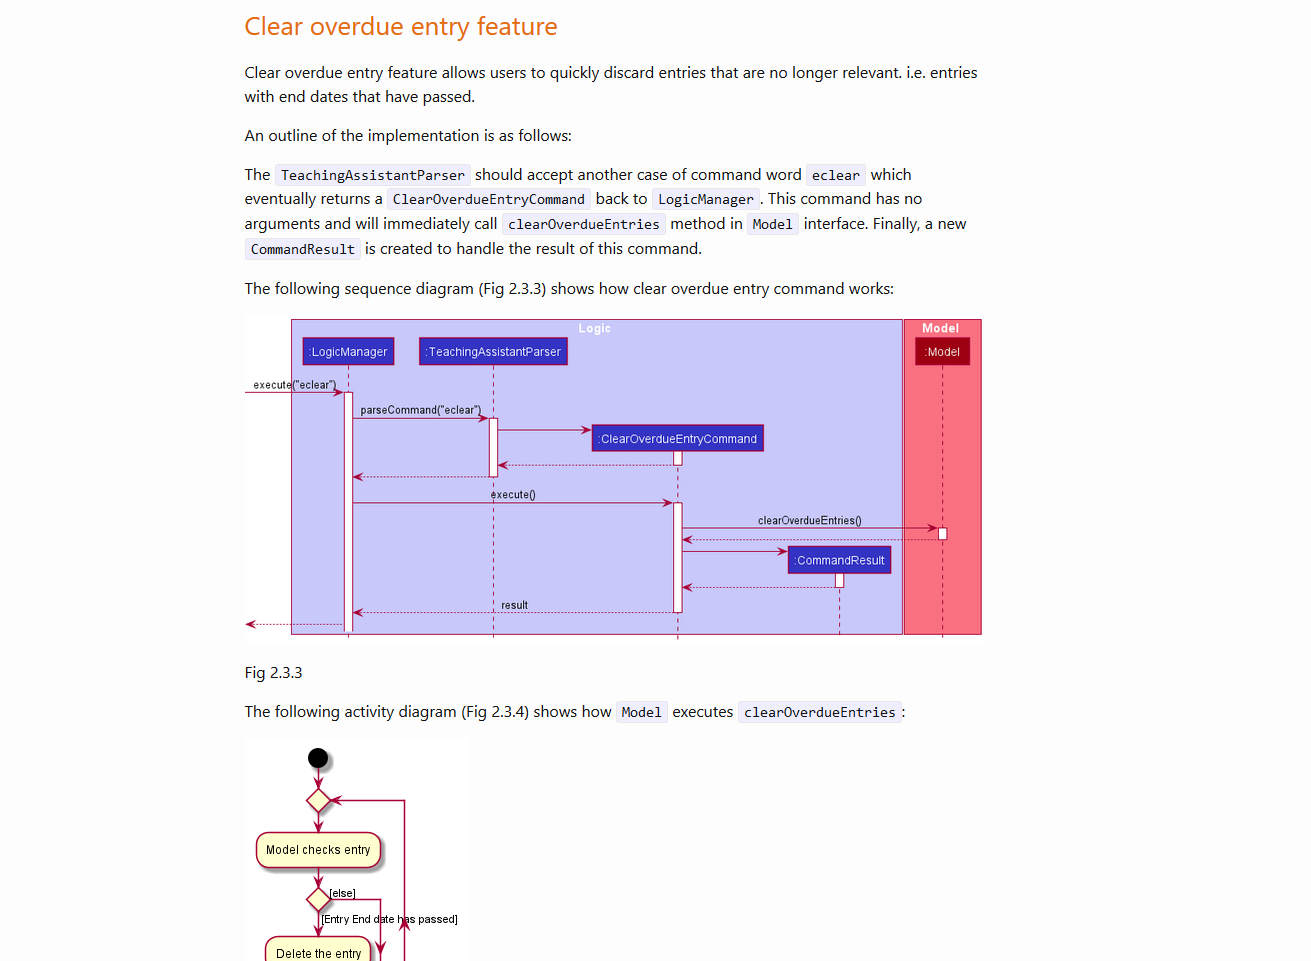 Clear overdue entry feature
Clear overdue entry feature allows users to quickly discard entries that are no longer relevant. i.e. entries
with end dates that have passed.
An outline of the implementation is as follows:
The TeachingAssistantParser should accept another case of command word eclear which
eventually returns a ClearOverdueEntryCommand back to LogicManager. This command has no
arguments and will immediately call clearOverdueEntries method in Model interface. Finally, a new
CommandResult is created to handle the result of this command.
The following sequence diagram (Fig 2.3.3) shows how clear overdue entry command works:
Logic
Model
:LogicManager
:TeachingAssistantParser
:Model
execute("eclear")
parseCommand("eclear")
:ClearOverdueEntryCommand
execute()
clearOverdueEntries()
:CommandResult
result
Fig 2.3.3
The following activity diagram (Fig 2.3.4) shows how Model executes clearOverdueEntries:
Model checks entry
[else]
[Entry End date has passed]
Delete the entry